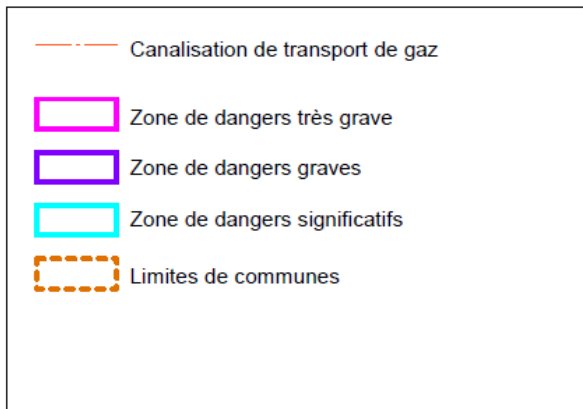 Canalisation de transport de gaz
Zone de dangers très grave
Zone de dangers graves
Zone de dangers significatifs
Limites de communes